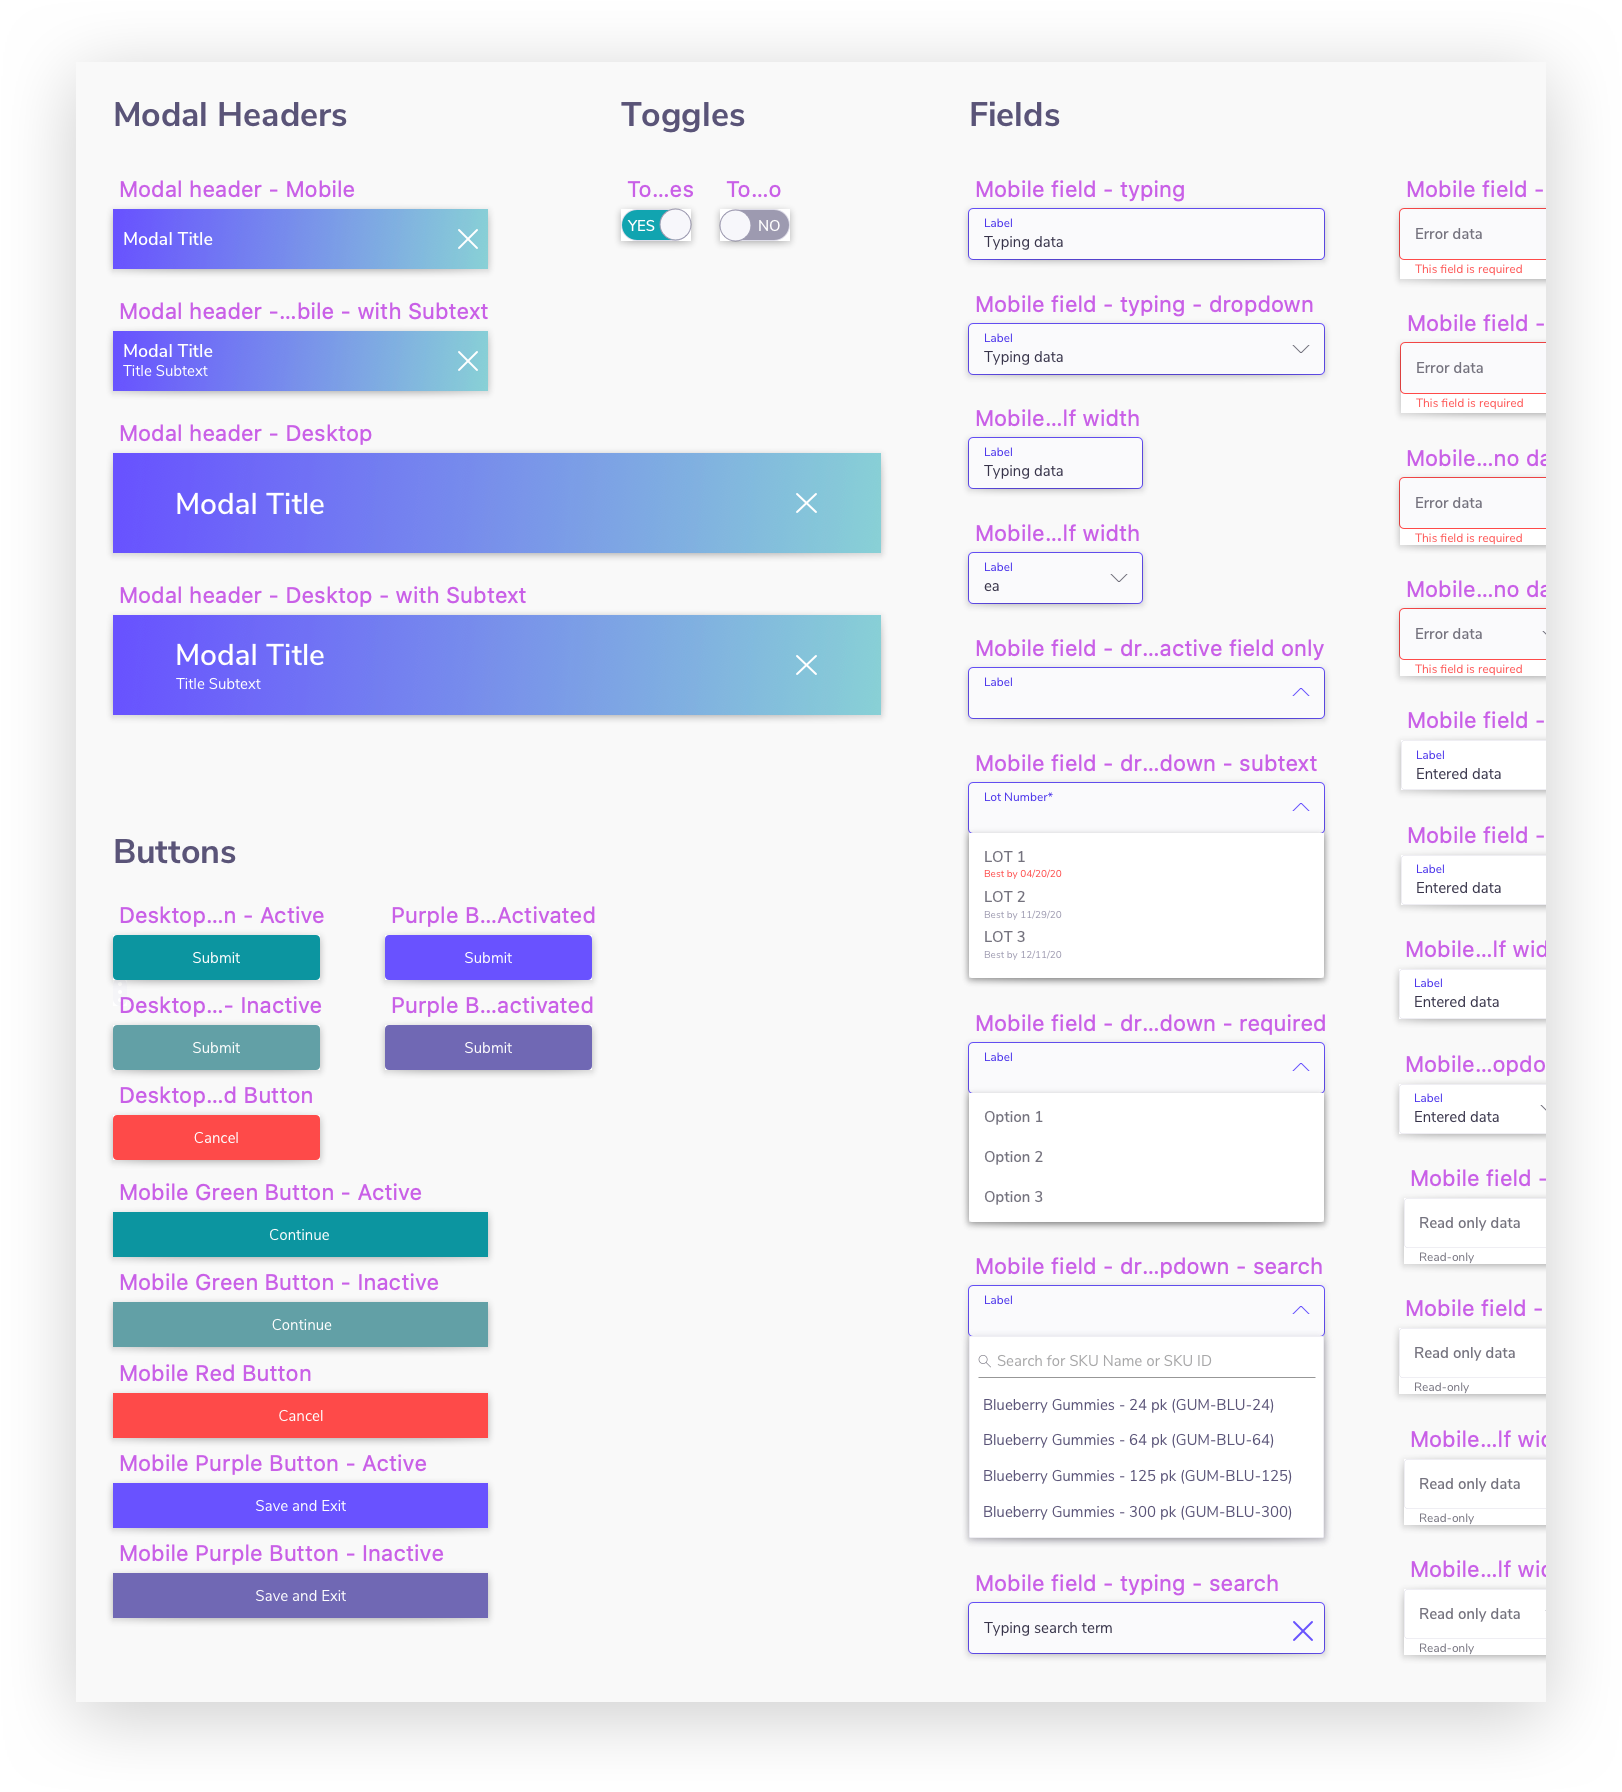 Modal Headers
Modal header - Mobile
Modal Title
Modal header -...bile - with Subtext
Modal Title
Title Subtext
Modal header - Desktop
Modal Title
Modal header - Desktop - with Subtext
Modal Title
Title Subtext
Toggles
To...es
To...o
YES
NO
Buttons
Desktop...n - Active
Submit
Desktop...- Inactive
Submit
Desktop...d Button
Cancel
Purple B...Activated
Submit
Purple B...activated
Submit
Mobile Green Button - Active
Continue
Mobile Green Button - Inactive
Continue
Mobile Red Button
Cancel
Mobile Purple Button - Active
Save and Exit
Mobile Purple Button - Inactive
Save and Exit
Fields
Mobile field - typing
Label
Typing data
Mobile field - typing - dropdown
Label
Typing data
Mobile...lf width
Label
Typing data
Mobile...lf width
Label
ea
Mobile field - dr...active field only
Label
Mobile field - dr...down - subtext
Lot Number*
LOT 1
Best by 04/20/20
LOT 2
Best by 11/29/20
LOT 3
Best by 12/11/20
Mobile field - dr...down - required
Label
Option 1
Option 2
Option 3
Mobile field - dr...pdown - search
Label
Search for SKU Name or SKU ID
Blueberry Gummies - 24 pk (GUM-BLU-24)
Blueberry Gummies - 64 pk (GUM-BLU-64)
Blueberry Gummies - 125 pk (GUM-BLU-125)
Blueberry Gummies - 300 pk (GUM-BLU-300)
Mobile field - typing - search
Typing search term
Mobile field -
Error data
This field is required
Mobile field -
Error data
This field is required
Mobile...no da
Error data
This field is required
Mobile...no da
Error data
This field is required
Mobile field -
Label
Entered data
Mobile field -
Label
Entered data
Mobile...lf wid
Label
Entered data
Mobile...opdo
Label
Entered data
Mobile field -
Read only data
Read-only
Mobile field -
Read only data
Read-only
Mobile...lf wid
Read only data
Read-only
Mobile...lf wid
Read only data
Read-only